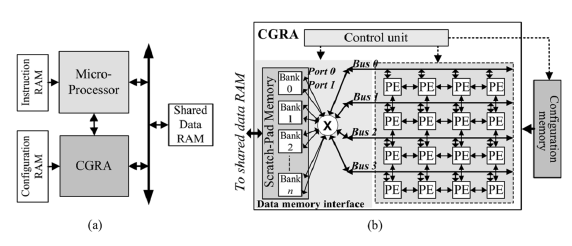 Instruction
RAM
Micro-
Processor
Configuration
RAM
CGRA
Shared
Data
RAM
(a)
CGRA
Control unit
To shared data RAM
Scratch-Pad Memory
Bank
0
Bank
1
Bank
2
Bank
n
Port 0
Port 1
X
Bus 0
Bus 1
Bus 2
Bus 3
PE PE PE PE
PE PE PE PE
PE PE PE PE
PE PE PE PE
Data memory interface
Configuration
memory
(b)